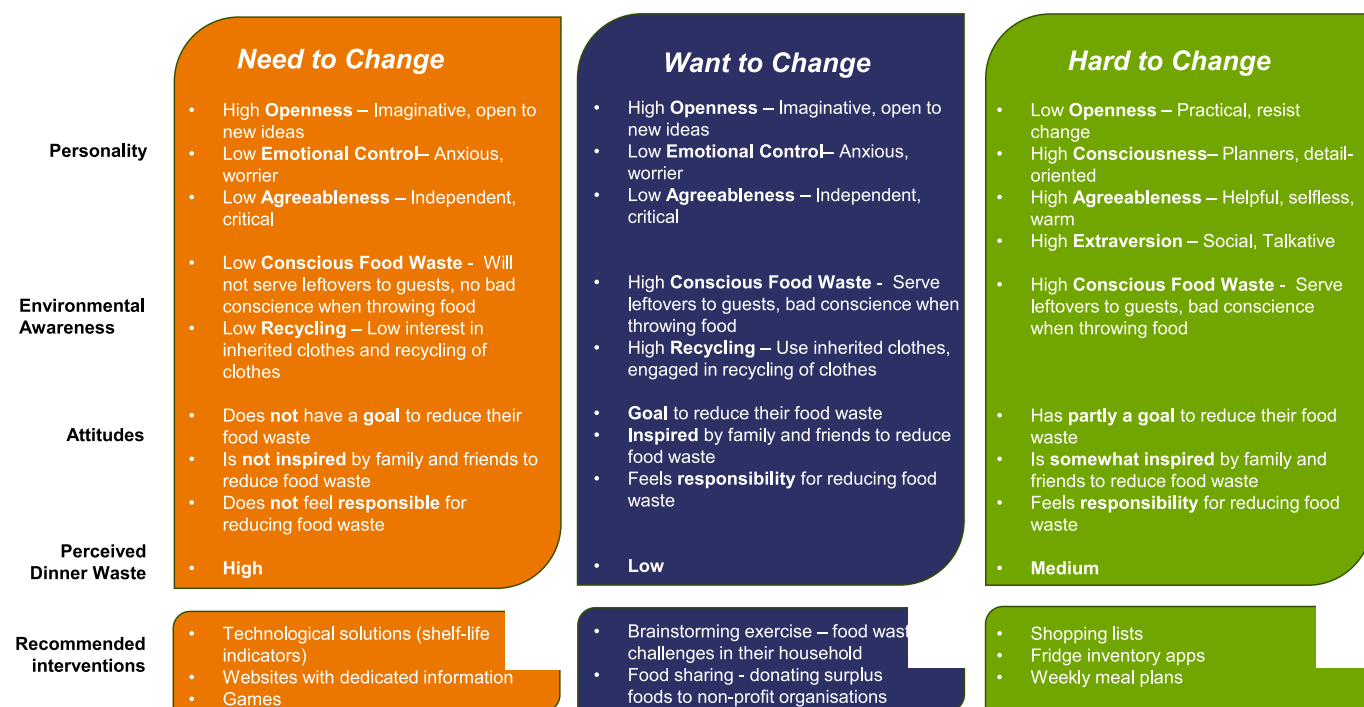 Need to Change
Want to Change
Hard to Change
Personality
• High Openness – Imaginative, open to
new ideas
• Low Emotional Control– Anxious,
worrier
• Low Agreeableness – Independent,
critical
• High Openness – Imaginative, open to
new ideas
• Low Emotional Control– Anxious,
worrier
• Low Agreeableness – Independent,
critical
• Low Openness – Practical, resist
change
• High Consciousness– Planners, detail-
oriented
• High Agreeableness – Helpful, selfless,
warm
• High Extraversion – Social, Talkative
Environmental
Awareness
• Low Conscious Food Waste - Will
not serve leftovers to guests, no bad
conscience when throwing food
• Low Recycling – Low interest in
inherited clothes and recycling of
clothes
• High Conscious Food Waste - Serve
leftovers to guests, bad conscience when
throwing food
• High Recycling – Use inherited clothes,
engaged in recycling of clothes
• High Conscious Food Waste - Serve
leftovers to guests, bad conscience
when throwing food
Attitudes
• Does not have a goal to reduce their
food waste
• Is not inspired by family and friends to
reduce food waste
• Does not feel responsible for
reducing food waste
• Goal to reduce their food waste
• Inspired by family and friends to reduce
food waste
• Feels responsibility for reducing food
waste
• Has partly a goal to reduce their food
waste
• Is somewhat inspired by family and
friends to reduce food waste
• Feels responsibility for reducing food
waste
Perceived
Dinner Waste
• High
• Low
• Medium
Recommended
interventions
• Technological solutions (shelf-life
indicators)
• Websites with dedicated information
• Games
• Brainstorming exercise – food wast
challenges in their household
• Food sharing - donating surplus
foods to non-profit organisations
• Shopping lists
• Fridge inventory apps
• Weekly meal plans